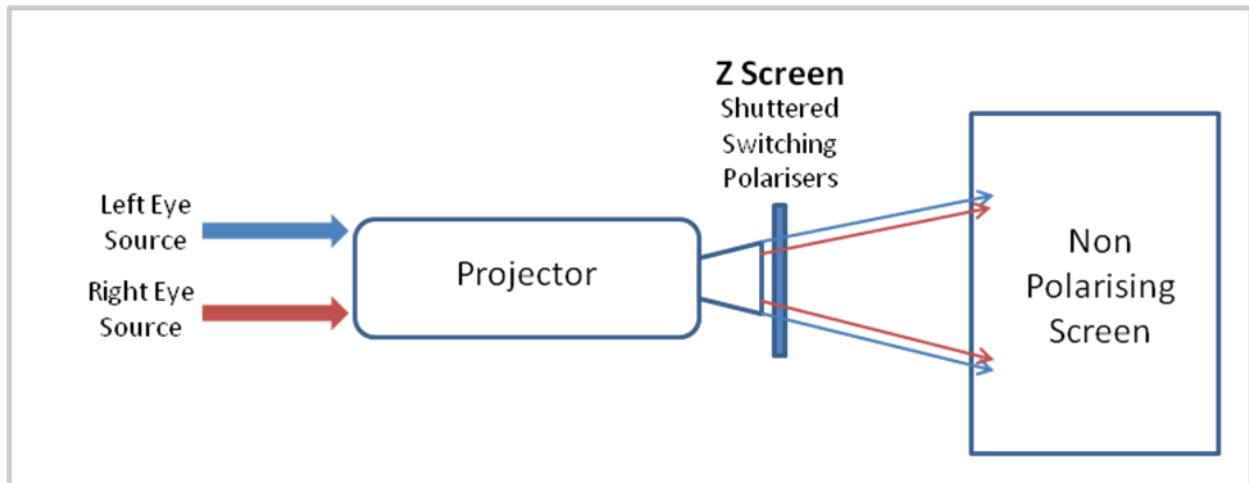 Z Screen
Shuttered
Switching
Polarisers
Left Eye
Source
Right Eye
Source
Projector
Non
Polarising
Screen